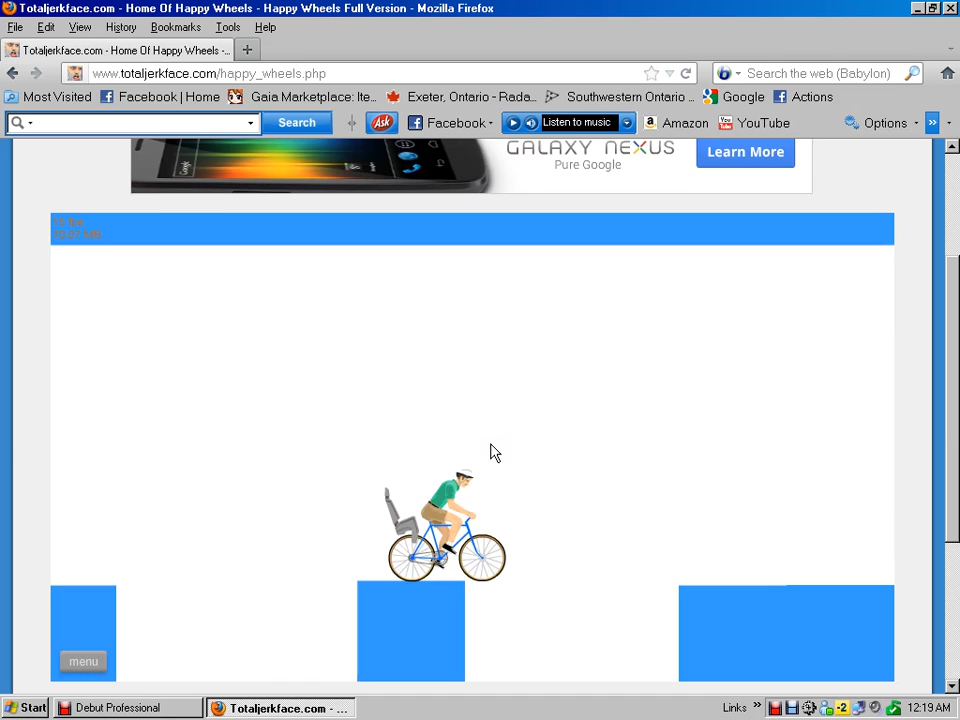 Totaljerkface.com - Home Of Happy Wheels - Happy Wheels Full Version - Mozilla Firefox
File Edit View History Bookmarks Tools Help
Totaljerkface.com - Home Of Happy Wheels -...
www.totaljerkface.com/happy_wheels.php Search the web (Babylon)
Most Visited Facebook | Home Gaia Marketplace: Ite... Exeter, Ontario - Rada... Southwestern Ontario ... Google Actions
Search Ask Facebook Listen to music Amazon YouTube Options »
GALAXY NEXUS
Pure Google
Learn More
menu
Start Debut Professional Totaljerkface.com - ... Links » -2 12:19 AM